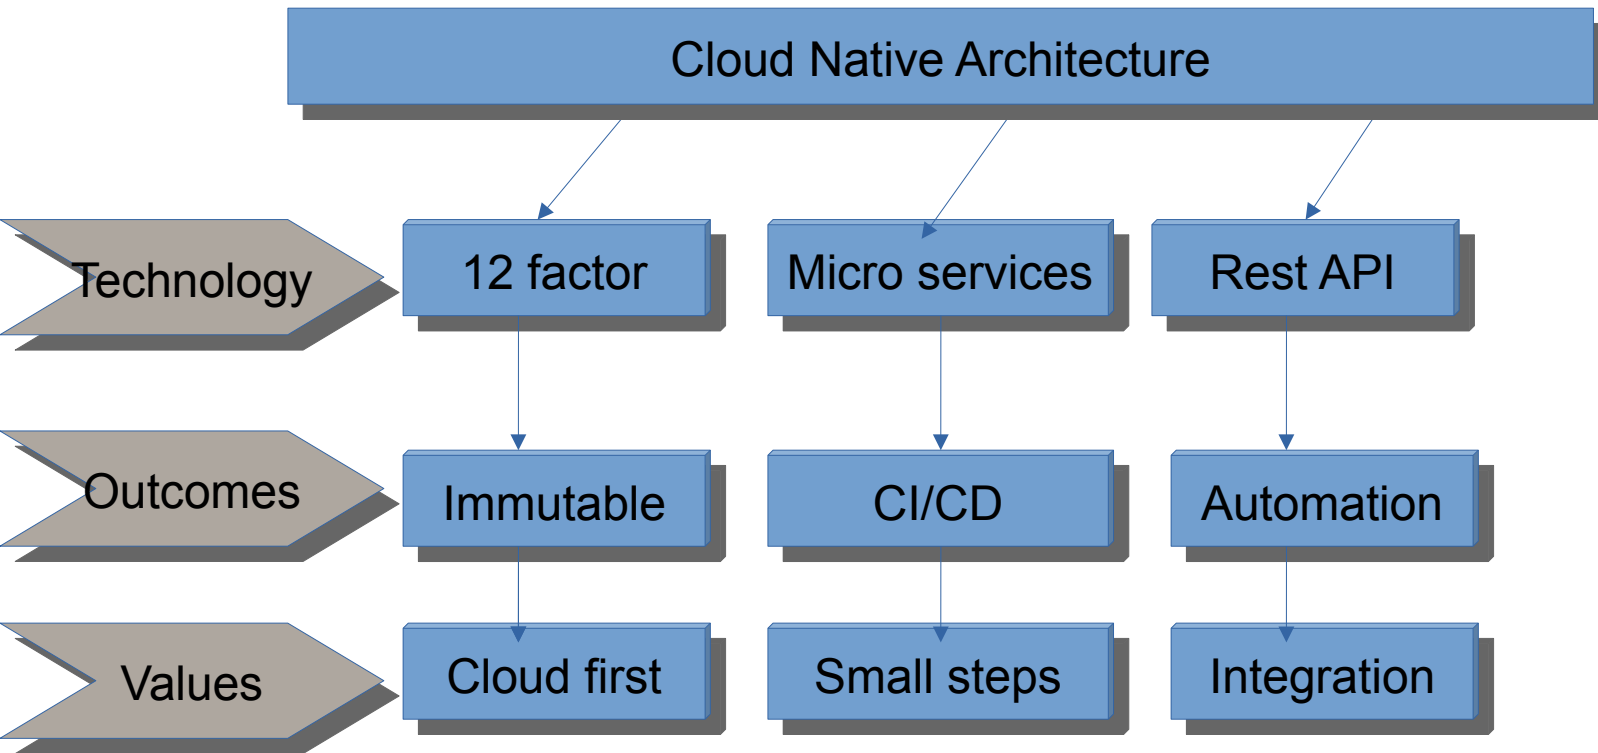 Cloud Native Architecture
Technology
12 factor
Micro services
Rest API
Outcomes
Immutable
CI/CD
Automation
Values
Cloud first
Small steps
Integration